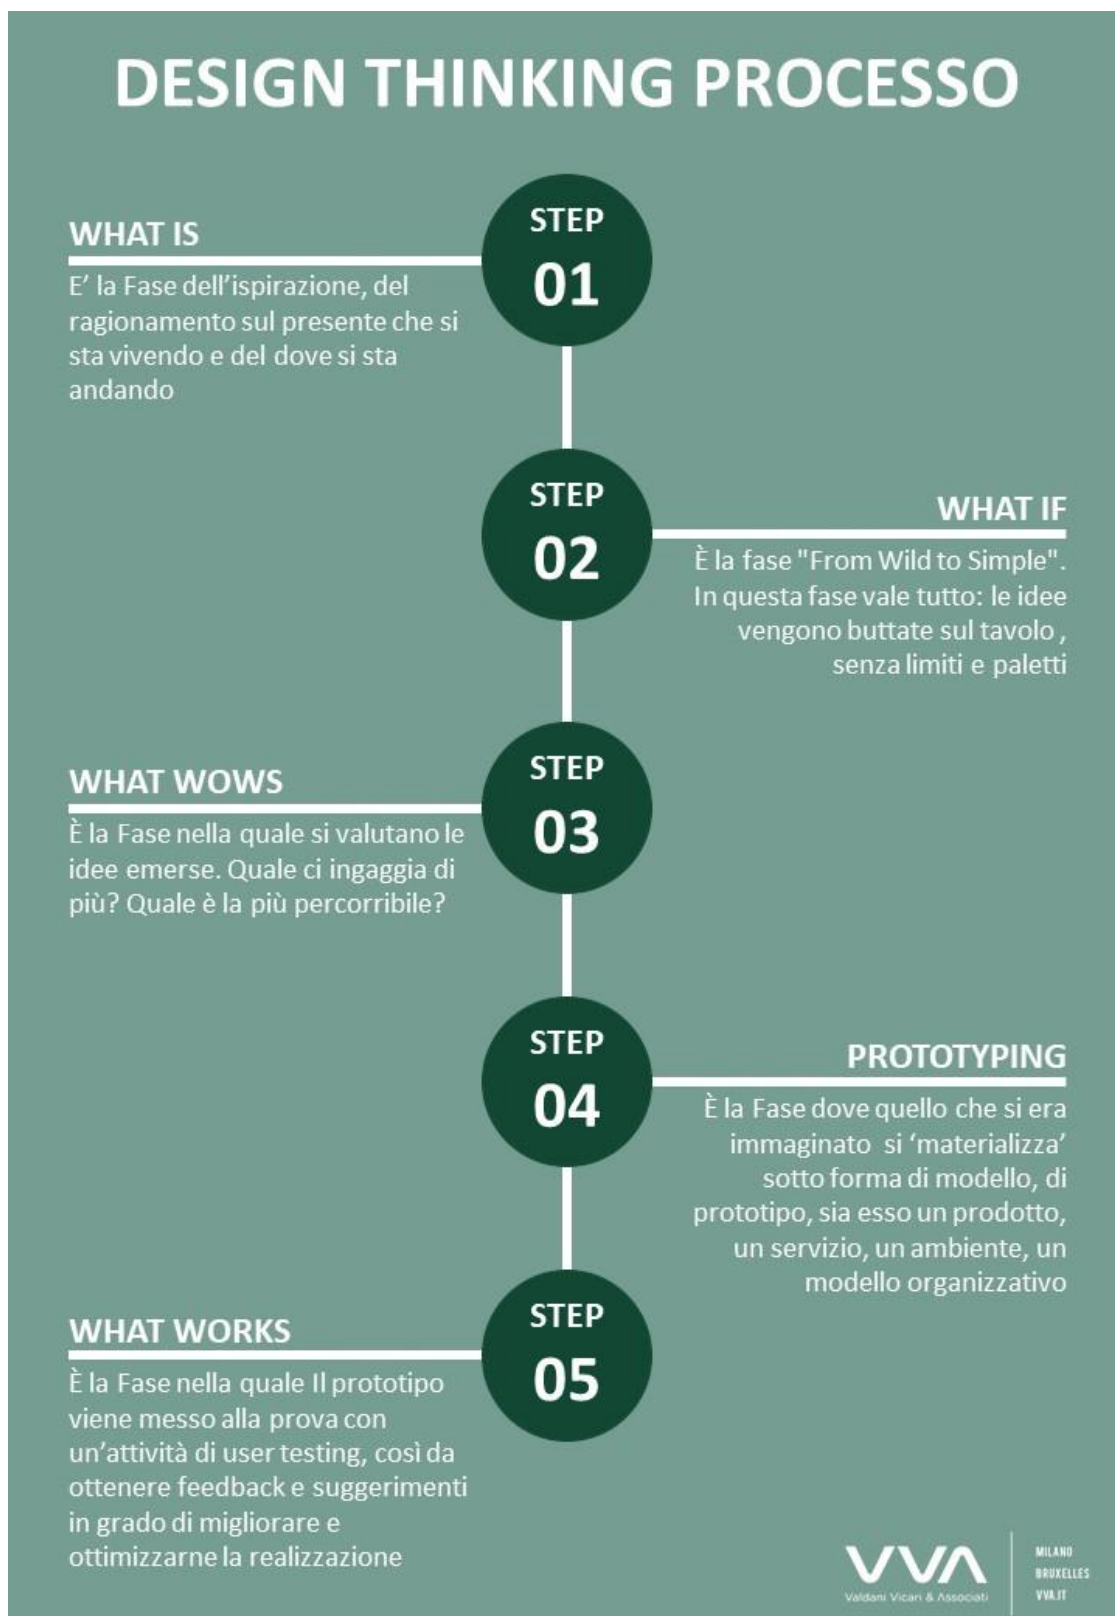 DESIGN THINKING PROCESSO
STEP
01
WHAT IS
E’ la Fase dell’ispirazione, del
ragionamento sul presente che si
sta vivendo e del dove si sta
andando
STEP
02
WHAT IF
È la fase "From Wild to Simple".
In questa fase vale tutto: le idee
vengono buttate sul tavolo ,
senza limiti e paletti
STEP
03
WHAT WOWS
È la Fase nella quale si valutano le
idee emerse. Quale ci ingaggia di
più? Quale è la più percorribile?
STEP
04
PROTOTYPING
È la Fase dove quello che si era
immaginato si ‘materializza’
sotto forma di modello, di
prototipo, sia esso un prodotto,
un servizio, un ambiente, un
modello organizzativo
STEP
05
WHAT WORKS
È la Fase nella quale Il prototipo
viene messo alla prova con
un’attività di user testing, così da
ottenere feedback e suggerimenti
in grado di migliorare e
ottimizzarne la realizzazione
VVA
Valdani Vicari & Associati
MILANO
BRUXELLES
VVA.IT